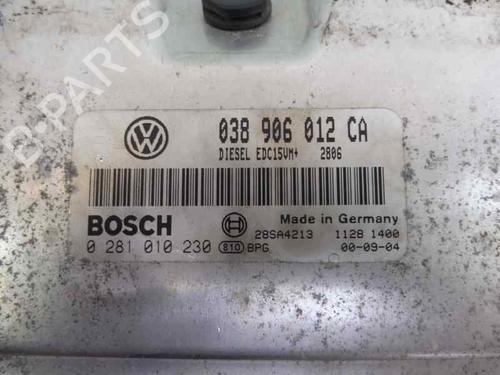 038 906 012 CA
DIESEL EDC15VM+ 2806
BOSCH
Made in Germany
28SA4213 1128 1400
0 281 010 230 810 BPG 00-09-04
B-PARTS